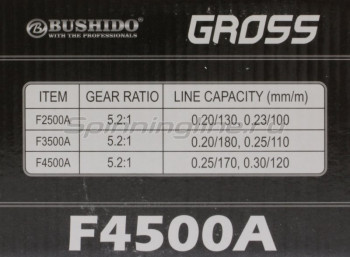 BUSHIDO GROSS
WITH THE PROFESSIONALS
ITEM GEAR RATIO LINE CAPACITY (mm/m)
F2500A 5.2:1 0.20/130, 0.23/100
F3500A 5.2:1 0.20/180, 0.25/110
F4500A 5.2:1 0.25/170, 0.30/120
Spinningline.ru
F4500A